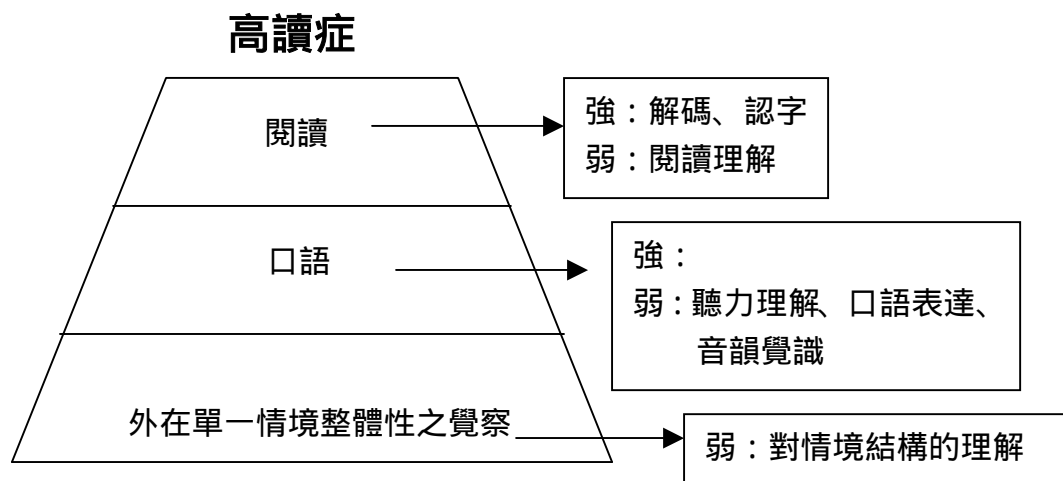 高讀症
閱讀
強：解碼、認字
弱：閱讀理解
口語
強：
弱：聽力理解、口語表達、
音韻覺識
外在單一情境整體性之覺察
弱：對情境結構的理解